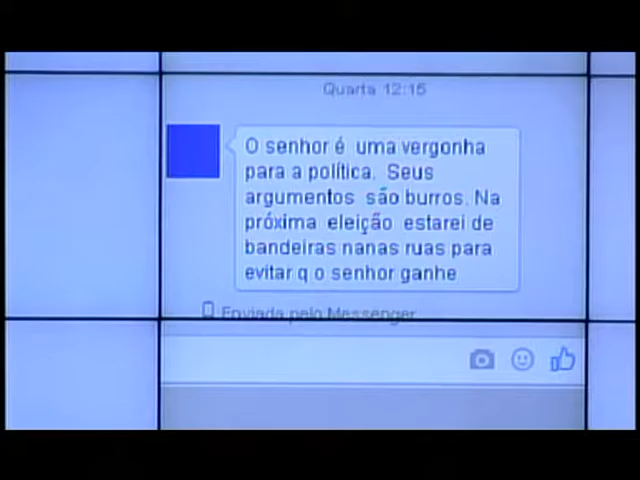 Quarta 12:15
O senhor é uma vergonha
para a política. Seus
argumentos são burros. Na
próxima eleição estarei de
bandeiras nanas ruas para
evitar q o senhor ganhe
Enviada pelo Messenger